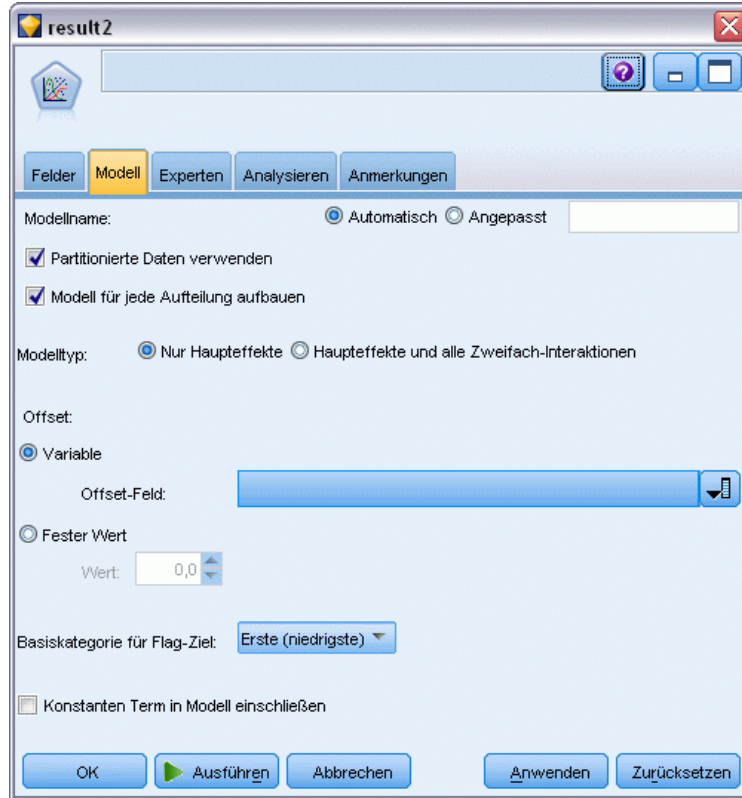 result2
Felder Modell Experten Analysieren Anmerkungen
Modellname: Automatisch Angepasst
Partitionierte Daten verwenden
Modell für jede Aufteilung aufbauen
Modelltyp: Nur Haupteffekte Haupteffekte und alle Zweifach-Interaktionen
Offset:
Variable
Offset-Feld:
Fester Wert
Wert: 0,0
Basiskategorie für Flag-Ziel: Erste (niedrigste)
Konstanten Term in Modell einschließen
OK Ausführen Abbrechen Anwenden Zurücksetzen